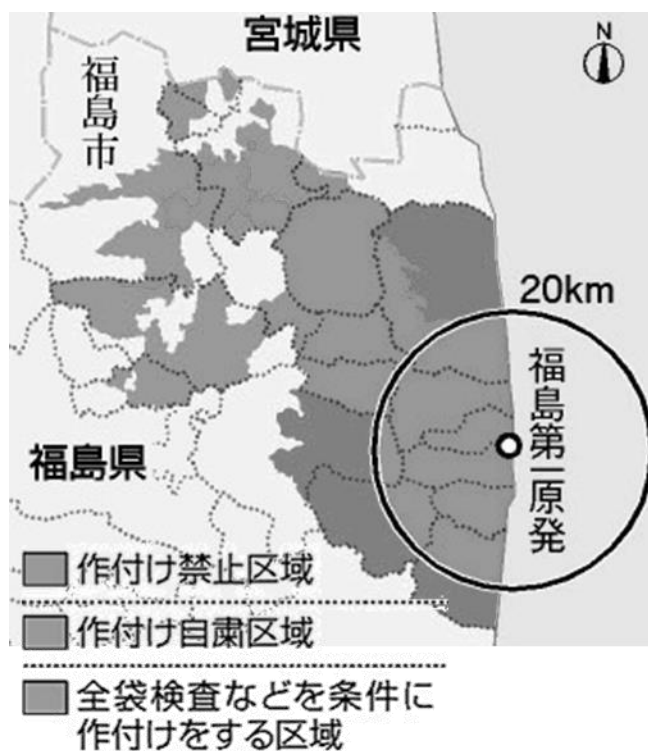 宮城県
N
福島市
20km
福島第一原発
福島県
作付け禁止区域
作付け自粛区域
全袋検査などを条件に
作付けをする区域